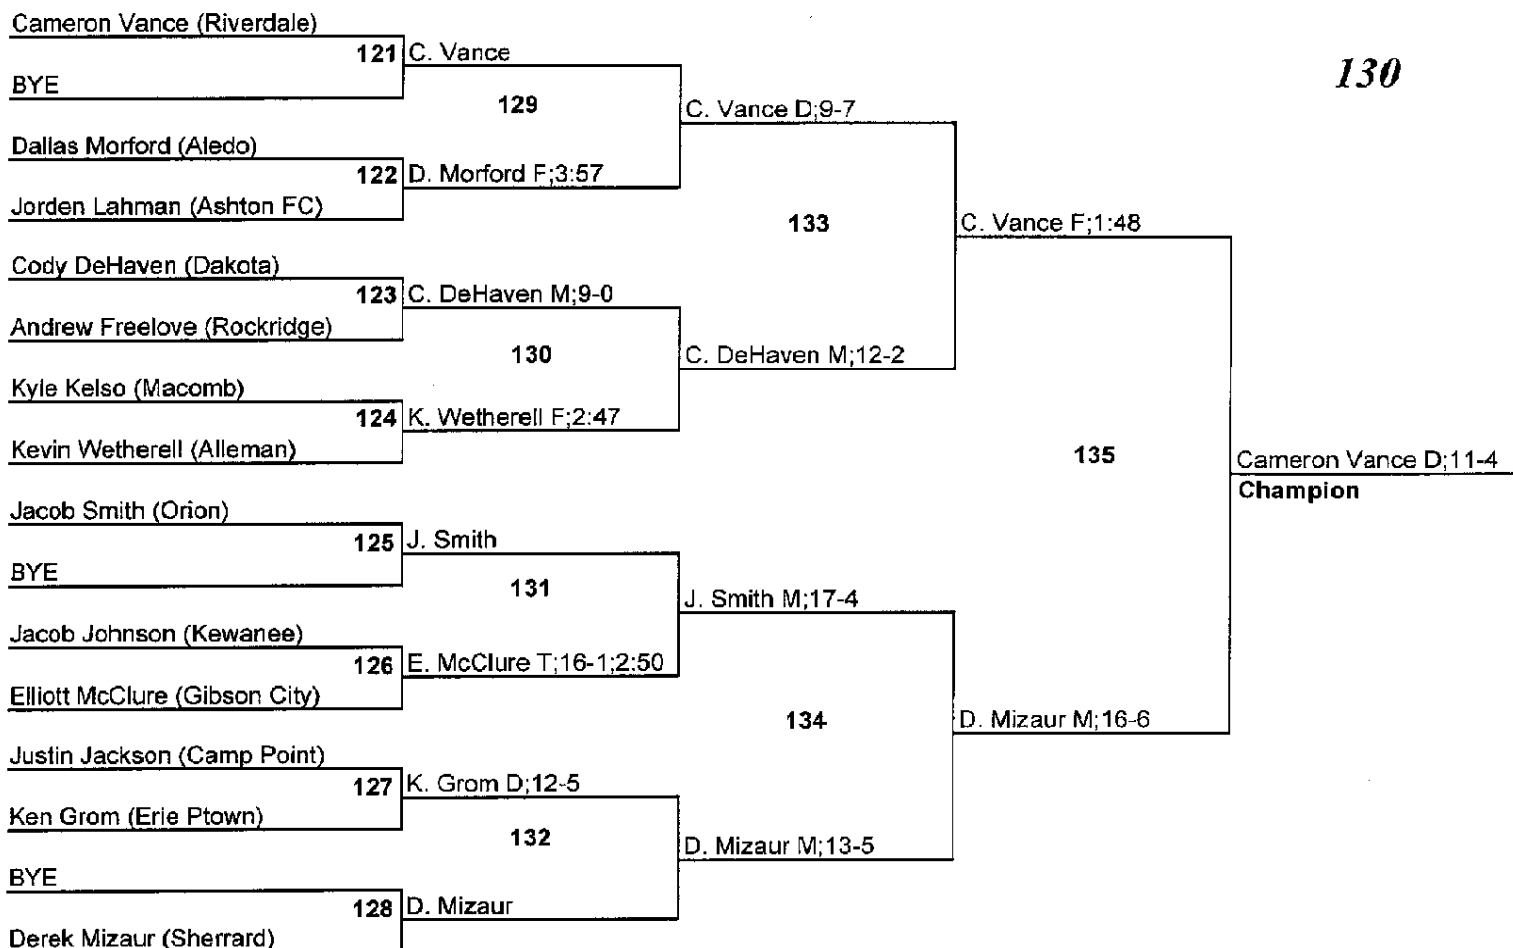 Cameron Vance (Riverdale)
121 C. Vance
BYE
130
129
C. Vance D;9-7
Dallas Morford (Aledo)
122 D. Morford F;3:57
Jorden Lahman (Ashton FC)
133
C. Vance F;1:48
Cody DeHaven (Dakota)
123 C. DeHaven M;9-0
Andrew Freelove (Rockridge)
130
C. DeHaven M;12-2
Kyle Kelso (Macomb)
124 K. Wetherell F;2:47
Kevin Wetherell (Alleman)
135
Cameron Vance D;11-4
Champion
Jacob Smith (Orion)
125 J. Smith
BYE
131
J. Smith M;17-4
Jacob Johnson (Kewanee)
126 E. McClure T;16-1;2:50
Elliott McClure (Gibson City)
134
D. Mizaur M;16-6
Justin Jackson (Camp Point)
127 K. Grom D;12-5
Ken Grom (Erie Ptown)
132
D. Mizaur M;13-5
BYE
128 D. Mizaur
Derek Mizaur (Sherrard)